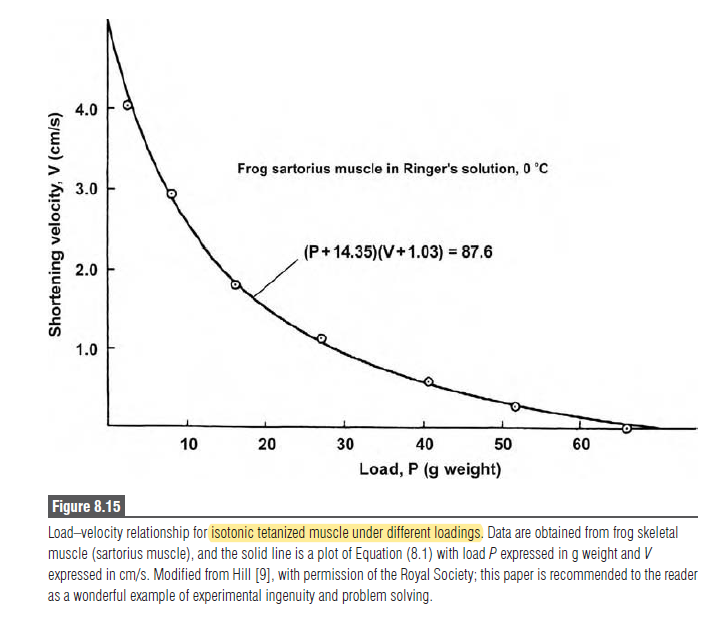 4.0
3.0
2.0
1.0
Shortening velocity, V (cm/s)
Frog sartorius muscle in Ringer's solution, 0 °C
(P+14.35)(V+1.03) = 87.6
10 20 30 40 50 60
Load, P (g weight)
Figure 8.15
Load–velocity relationship for isotonic tetanized muscle under different loadings. Data are obtained from frog skeletal
muscle (sartorius muscle), and the solid line is a plot of Equation (8.1) with load P expressed in g weight and V
expressed in cm/s. Modified from Hill [9], with permission of the Royal Society; this paper is recommended to the reader
as a wonderful example of experimental ingenuity and problem solving.